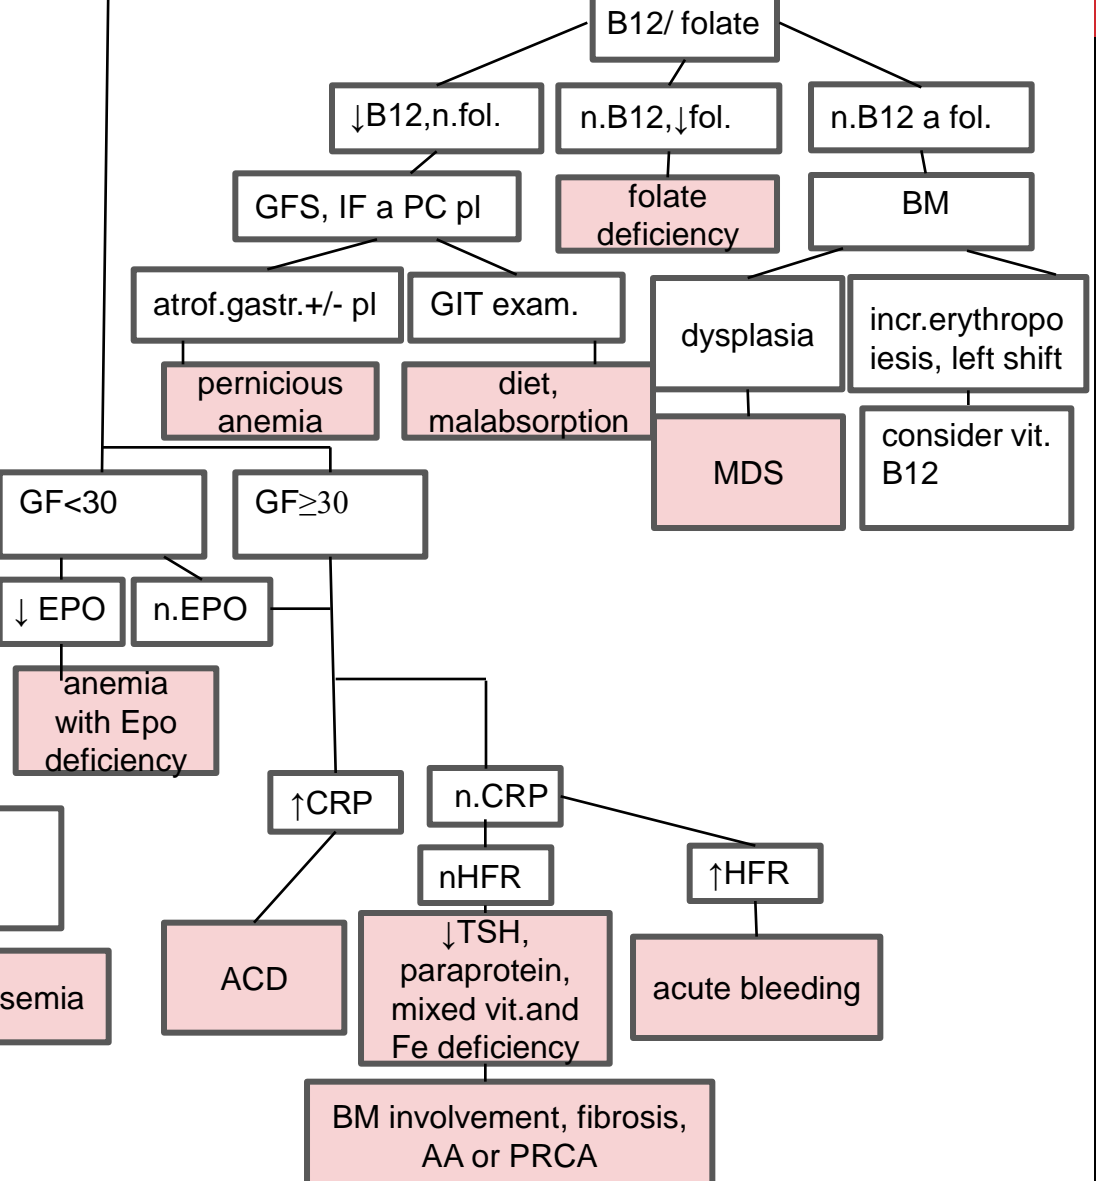 B12/ folate
↓B12,n.fol.
n.B12,↓fol.
n.B12 a fol.
GFS, IF a PC pl
folate
deficiency
BM
atrof.gastr.+/- pl
GIT exam.
dysplasia
incr.erythropo
iesis, left shift
pernicious
anemia
diet,
malabsorption
MDS
consider vit.
B12
GF<30
GF≥30
↓ EPO
n.EPO
anemia
with Epo
deficiency
↑CRP
n.CRP
nHFR
↑HFR
semia
ACD
↓TSH,
paraprotein,
mixed vit.and
Fe deficiency
acute bleeding
BM involvement, fibrosis,
AA or PRCA